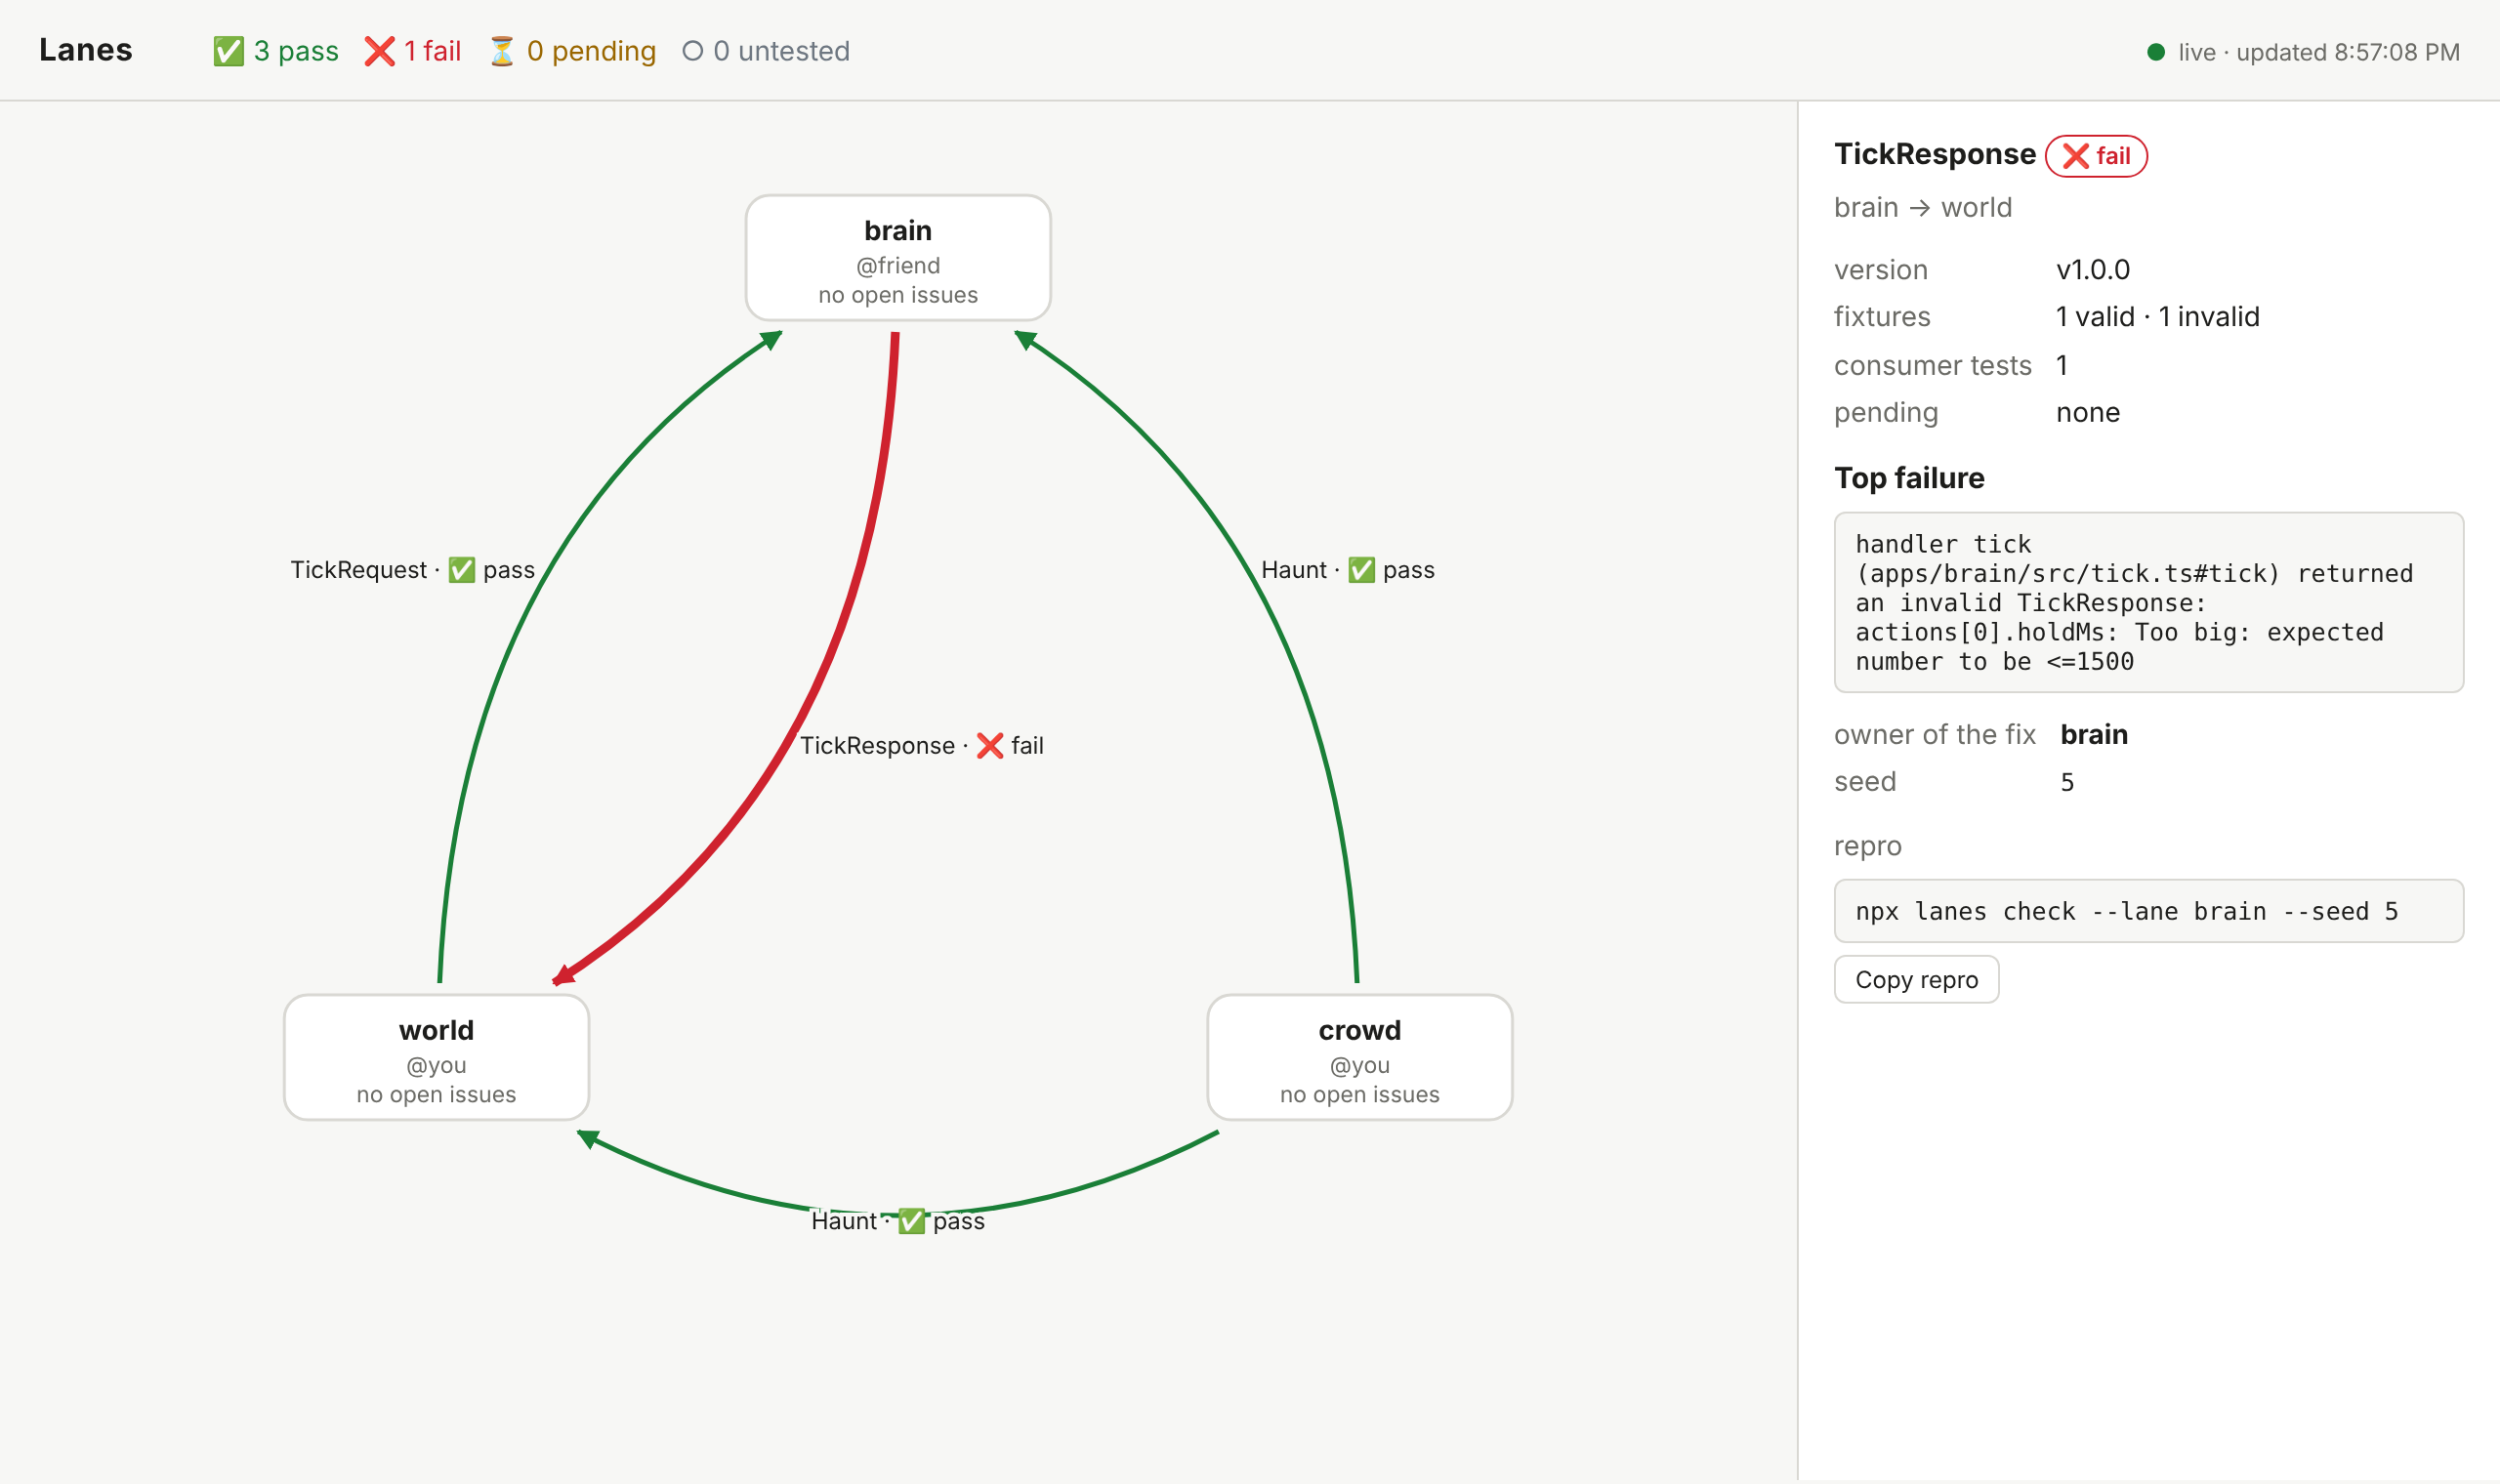 Lanes
✅ 3 pass ❌ 1 fail ⏳ 0 pending ○ 0 untested
live · updated 8:57:08 PM
brain
@friend
no open issues
TickRequest · ✅ pass
Haunt · ✅ pass
TickResponse · ❌ fail
world
@you
no open issues
crowd
@you
no open issues
Haunt · ✅ pass
TickResponse ❌ fail
brain → world
version v1.0.0
fixtures 1 valid · 1 invalid
consumer tests 1
pending none
Top failure
handler tick
(apps/brain/src/tick.ts#tick) returned
an invalid TickResponse:
actions[0].holdMs: Too big: expected
number to be <=1500
owner of the fix brain
seed 5
repro
npx lanes check --lane brain --seed 5
Copy repro